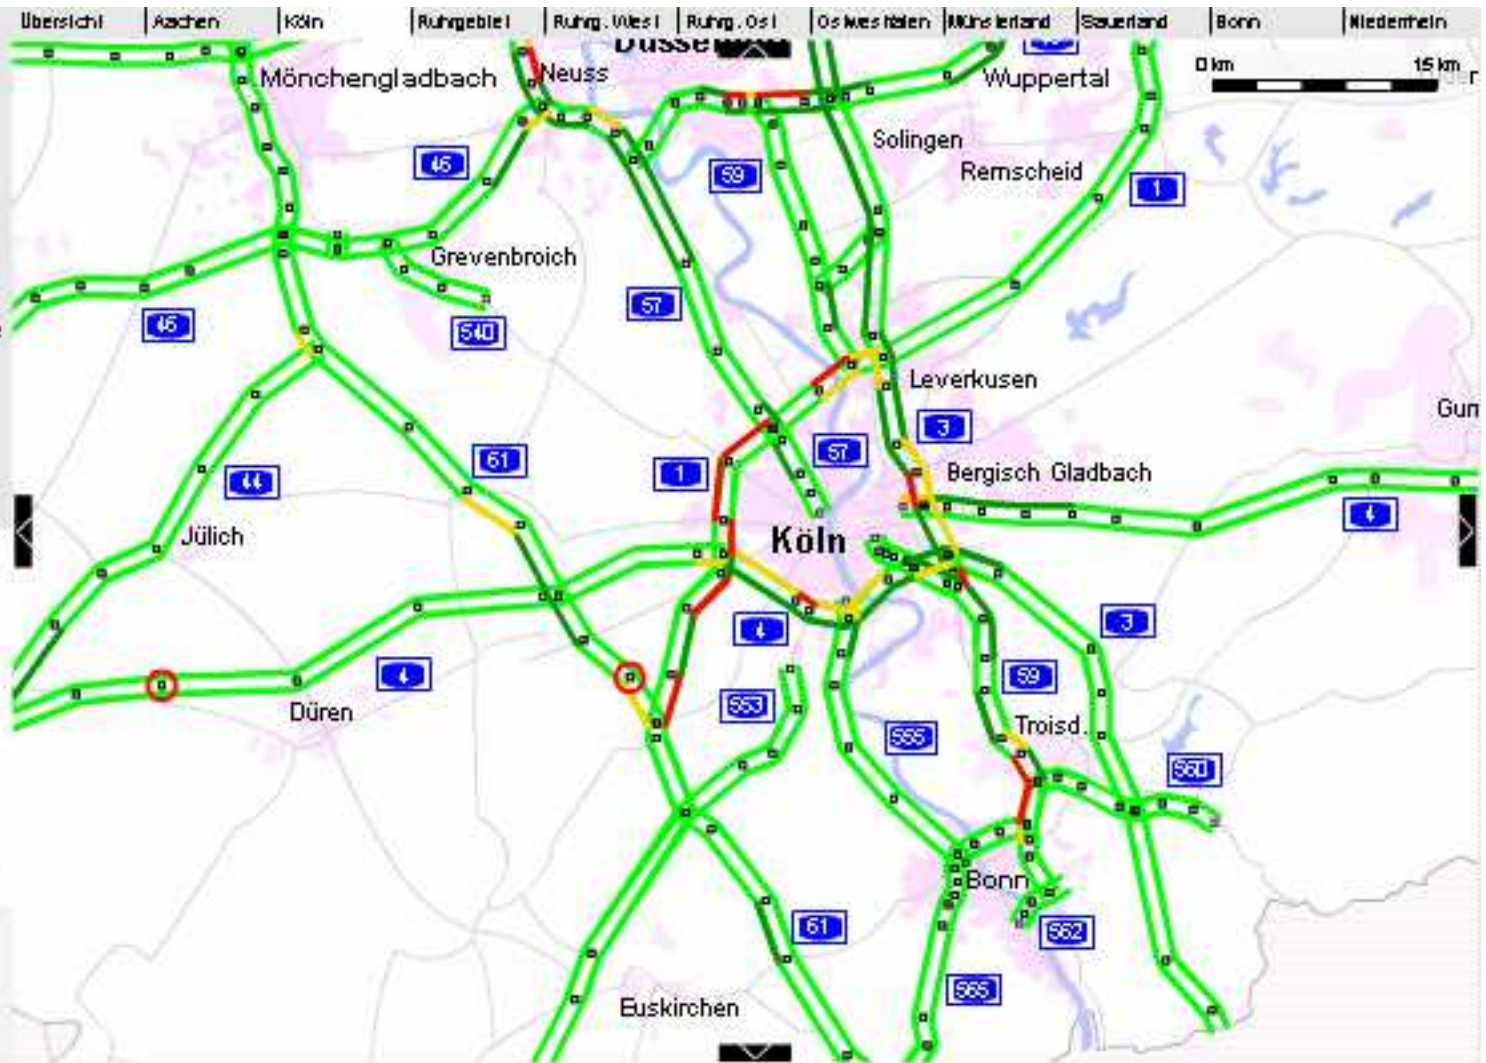 Übersicht Aachen Köln Ruhrgebiet Ruhrg. West Ruhrg. Ost Ostwestfalen Münsterland Sauerland Bonn Niederrhein
Mönchengladbach
Neuss
Wuppertal
0 km 15 km
Solingen
46
59
Remscheid
1
Grevenbroich
57
46
540
Leverkusen
Gum
3
61
1
57
Bergisch Gladbach
44
4
Jülich
Köln
4
3
4
59
Düren
553
555
Troisd.
560
Bonn
61
562
565
Euskirchen